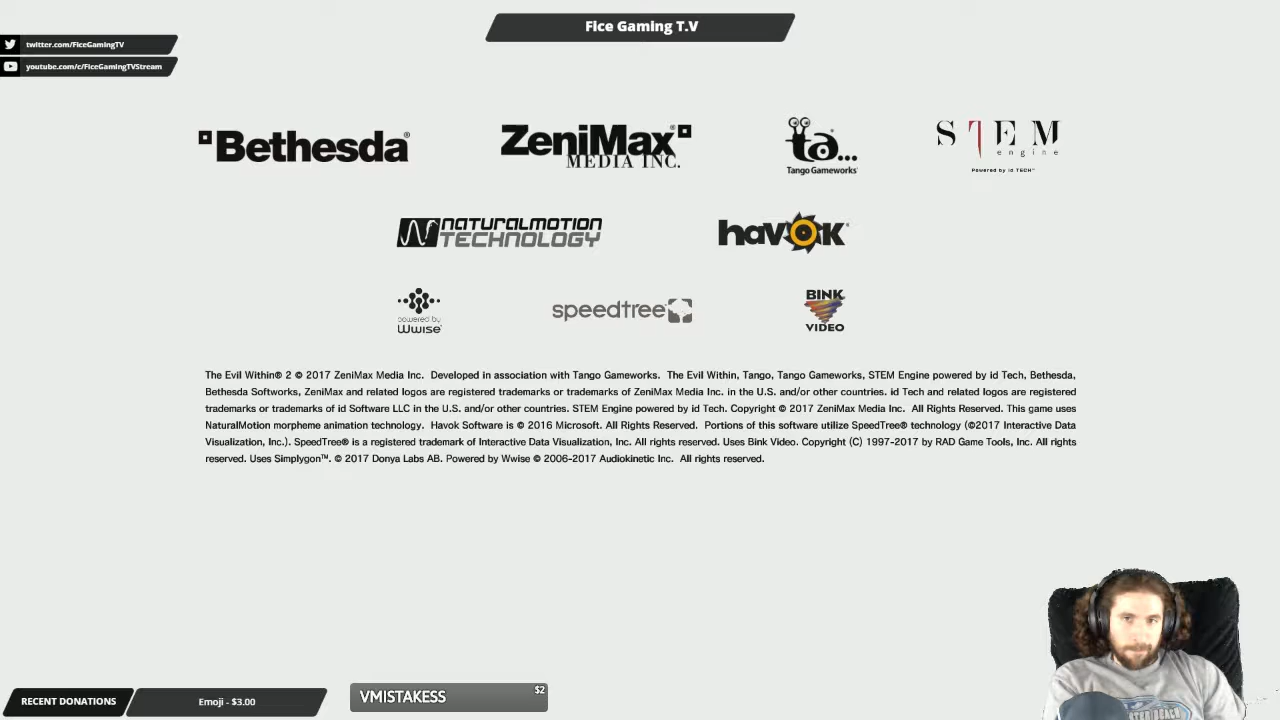 Fice Gaming T.V
twitter.com/FiceGamingTV
youtube.com/c/FiceGamingTVStream
Bethesda®
ZeniMax®
MEDIA INC.
ta...
Tango Gameworks®
STEM
engine
Powered by id TECH™
NATURALMOTION
TECHNOLOGY
havok
powered by
wwise
speedtree
BINK
VIDEO
The Evil Within® 2 © 2017 ZeniMax Media Inc. Developed in association with Tango Gameworks. The Evil Within, Tango, Tango Gameworks, STEM Engine powered by id Tech, Bethesda,
Bethesda Softworks, ZeniMax and related logos are registered trademarks or trademarks of ZeniMax Media Inc. in the U.S. and/or other countries. id Tech and related logos are registered
trademarks or trademarks of id Software LLC in the U.S. and/or other countries. STEM Engine powered by id Tech. Copyright © 2017 ZeniMax Media Inc. All Rights Reserved. This game uses
NaturalMotion morpheme animation technology. Havok Software is © 2016 Microsoft. All Rights Reserved. Portions of this software utilize SpeedTree® technology (©2017 Interactive Data
Visualization, Inc.). SpeedTree® is a registered trademark of Interactive Data Visualization, Inc. All rights reserved. Uses Bink Video. Copyright (C) 1997-2017 by RAD Game Tools, Inc. All rights
reserved. Uses Simplygon™. © 2017 Donya Labs AB. Powered by Wwise © 2006-2017 Audiokinetic Inc. All rights reserved.
RECENT DONATIONS
Emoji - $3.00
VMISTAKESS
$2